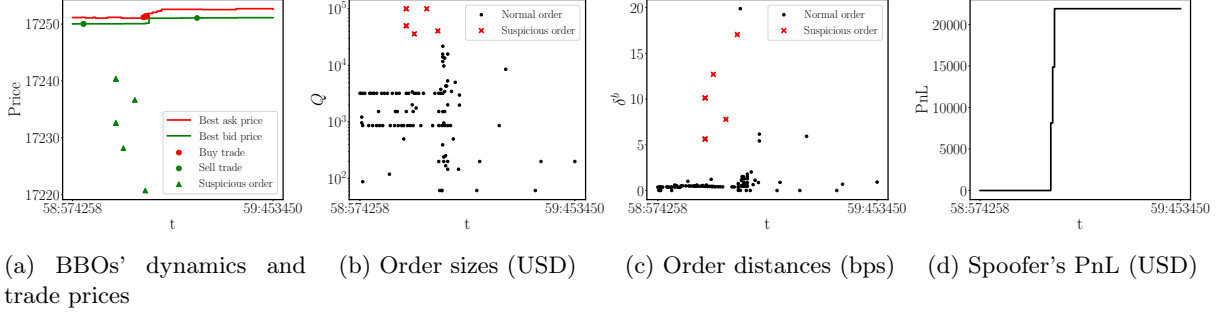 17250
17240
17230
17220
Price
Best ask price
Best bid price
Buy trade
Sell trade
Suspicious order
58:574258
59:453450
t
10^5
10^4
10^3
10^2
Q
Normal order
Suspicious order
58:574258
59:453450
t
20
15
10
5
0
δ^b
Normal order
Suspicious order
58:574258
59:453450
t
20000
15000
10000
5000
0
PnL
58:574258
59:453450
t
(a) BBOs' dynamics and
trade prices
(b) Order sizes (USD)
(c) Order distances (bps)
(d) Spoofer's PnL (USD)